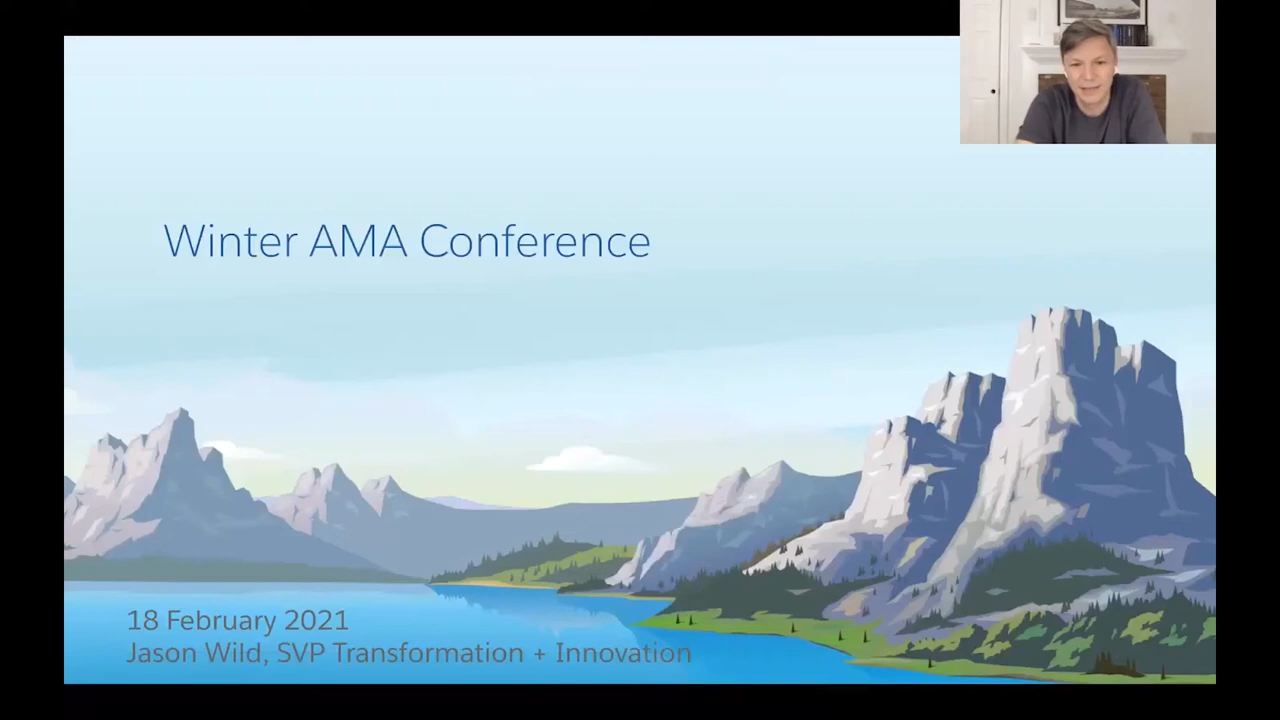 Winter AMA Conference
18 February 2021
Jason Wild, SVP Transformation + Innovation